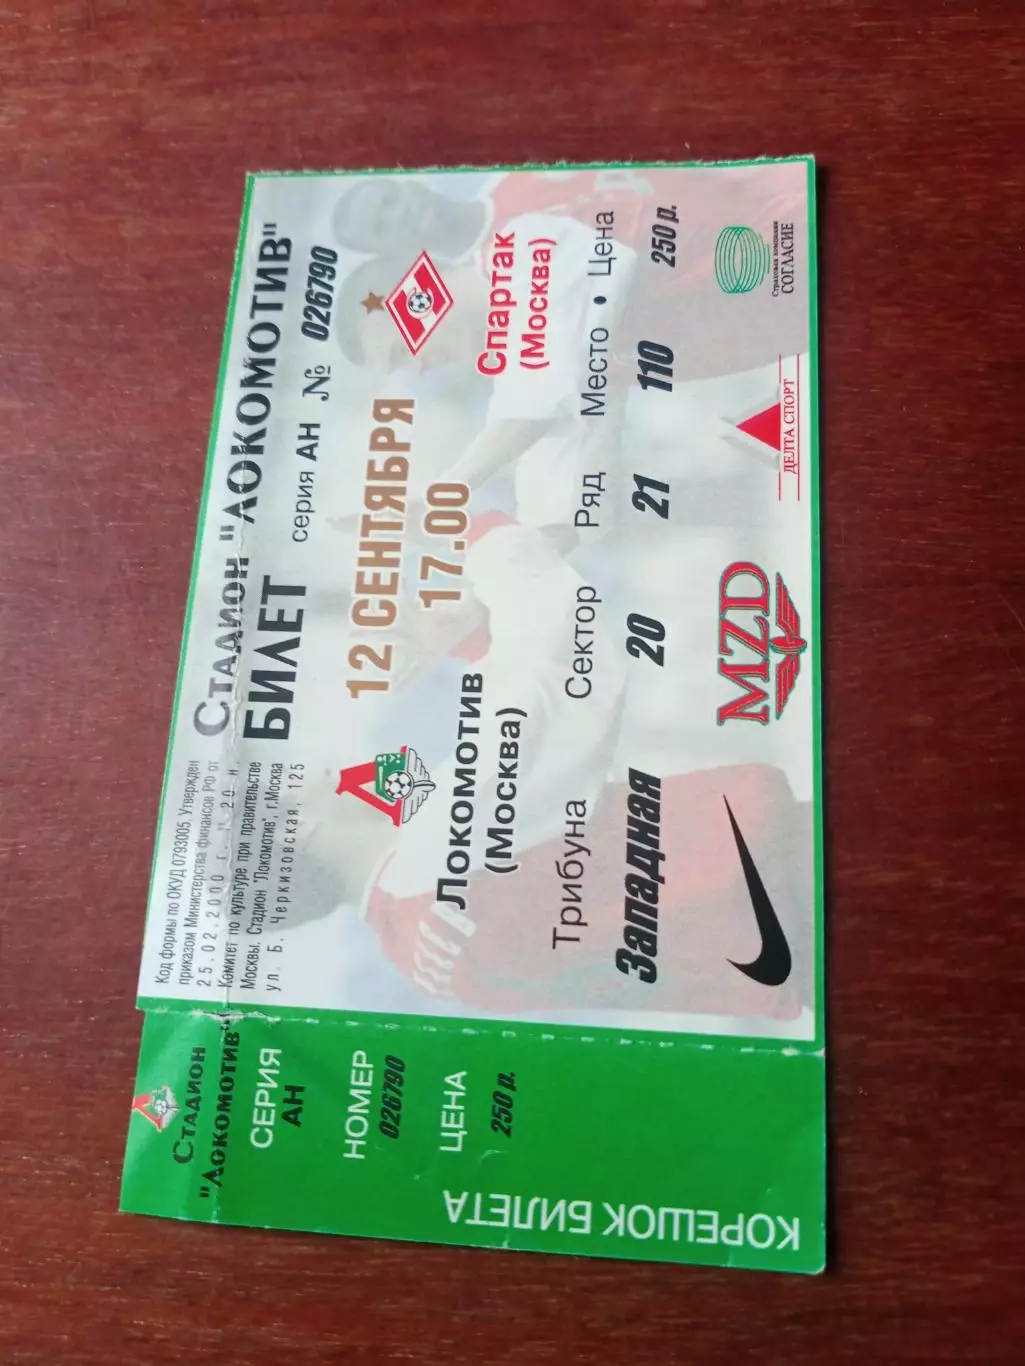 Код формы по ОКУД 0793005. Утвержден
приказом Министерства финансов РФ от
25.02.2000 г. N 20 н.
Комитет по культуре при правительстве
Москвы. Стадион "Локомотив", г.Москва
ул. Б. Черкизовская, 125
Стадион "Локомотив"
БИЛЕТ серия АН № 026790
12 СЕНТЯБРЯ
17.00
Локомотив
(Москва)
Спартак
(Москва)
Трибуна Сектор Ряд Место • Цена
Западная 20 21 110 250 р.
MZD
ДЕЛТА СПОРТ
Страховая компания
СОГЛАСИЕ
Стадион
"Локомотив"
СЕРИЯ
АН
НОМЕР
026790
ЦЕНА
250 р.
КОРЕШОК БИЛЕТА